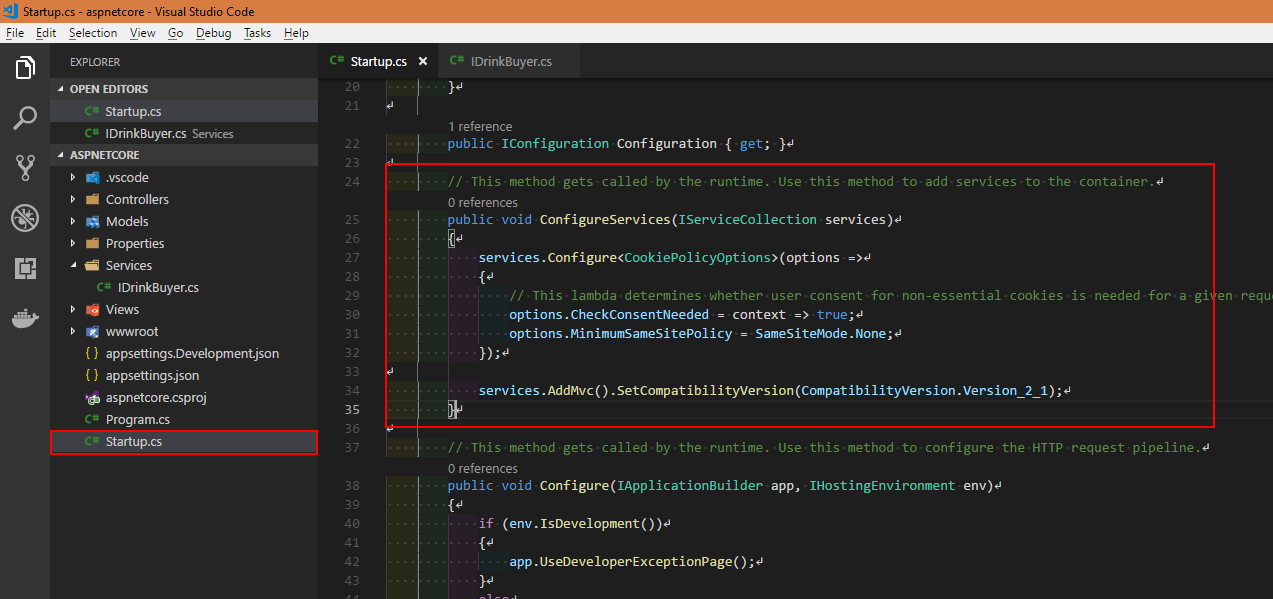 Startup.cs - aspnetcore - Visual Studio Code
File Edit Selection View Go Debug Tasks Help
EXPLORER
OPEN EDITORS
C# Startup.cs
C# IDrinkBuyer.cs Services
ASPNETCORE
.vscode
Controllers
Models
Properties
Services
C# IDrinkBuyer.cs
Views
wwwroot
{ } appsettings.Development.json
{ } appsettings.json
aspnetcore.csproj
C# Program.cs
C# Startup.cs
C# Startup.cs × C# IDrinkBuyer.cs
20 }
21
1 reference
22 public IConfiguration Configuration { get; }
23
24 // This method gets called by the runtime. Use this method to add services to the container.
0 references
25 public void ConfigureServices(IServiceCollection services)
26 {
27 services.Configure<CookiePolicyOptions>(options =>
28 {
29 // This lambda determines whether user consent for non-essential cookies is needed for a given requ
30 options.CheckConsentNeeded = context => true;
31 options.MinimumSameSitePolicy = SameSiteMode.None;
32 });
33
34 services.AddMvc().SetCompatibilityVersion(CompatibilityVersion.Version_2_1);
35 }
36
37 // This method gets called by the runtime. Use this method to configure the HTTP request pipeline.
0 references
38 public void Configure(IApplicationBuilder app, IHostingEnvironment env)
39 {
40 if (env.IsDevelopment())
41 {
42 app.UseDeveloperExceptionPage();
43 }
44 else